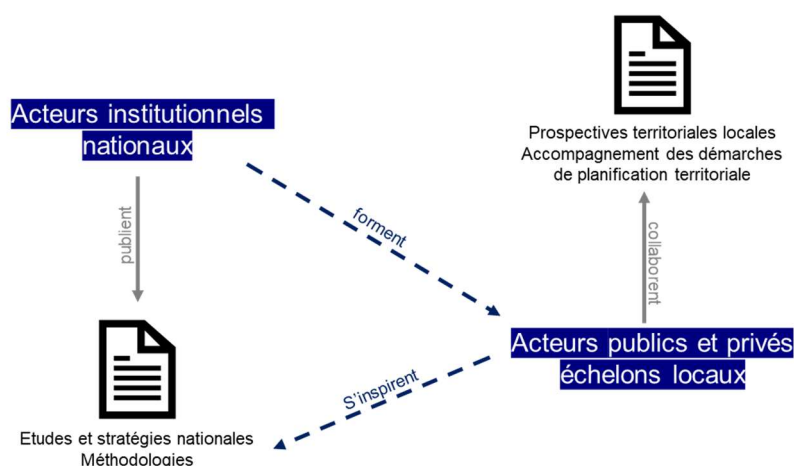 Acteurs institutionnels
nationaux
publient
Etudes et stratégies nationales
Méthodologies
forment
S'inspirent
Prospectives territoriales locales
Accompagnement des démarches
de planification territoriale
collaborent
Acteurs publics et privés
échelons locaux